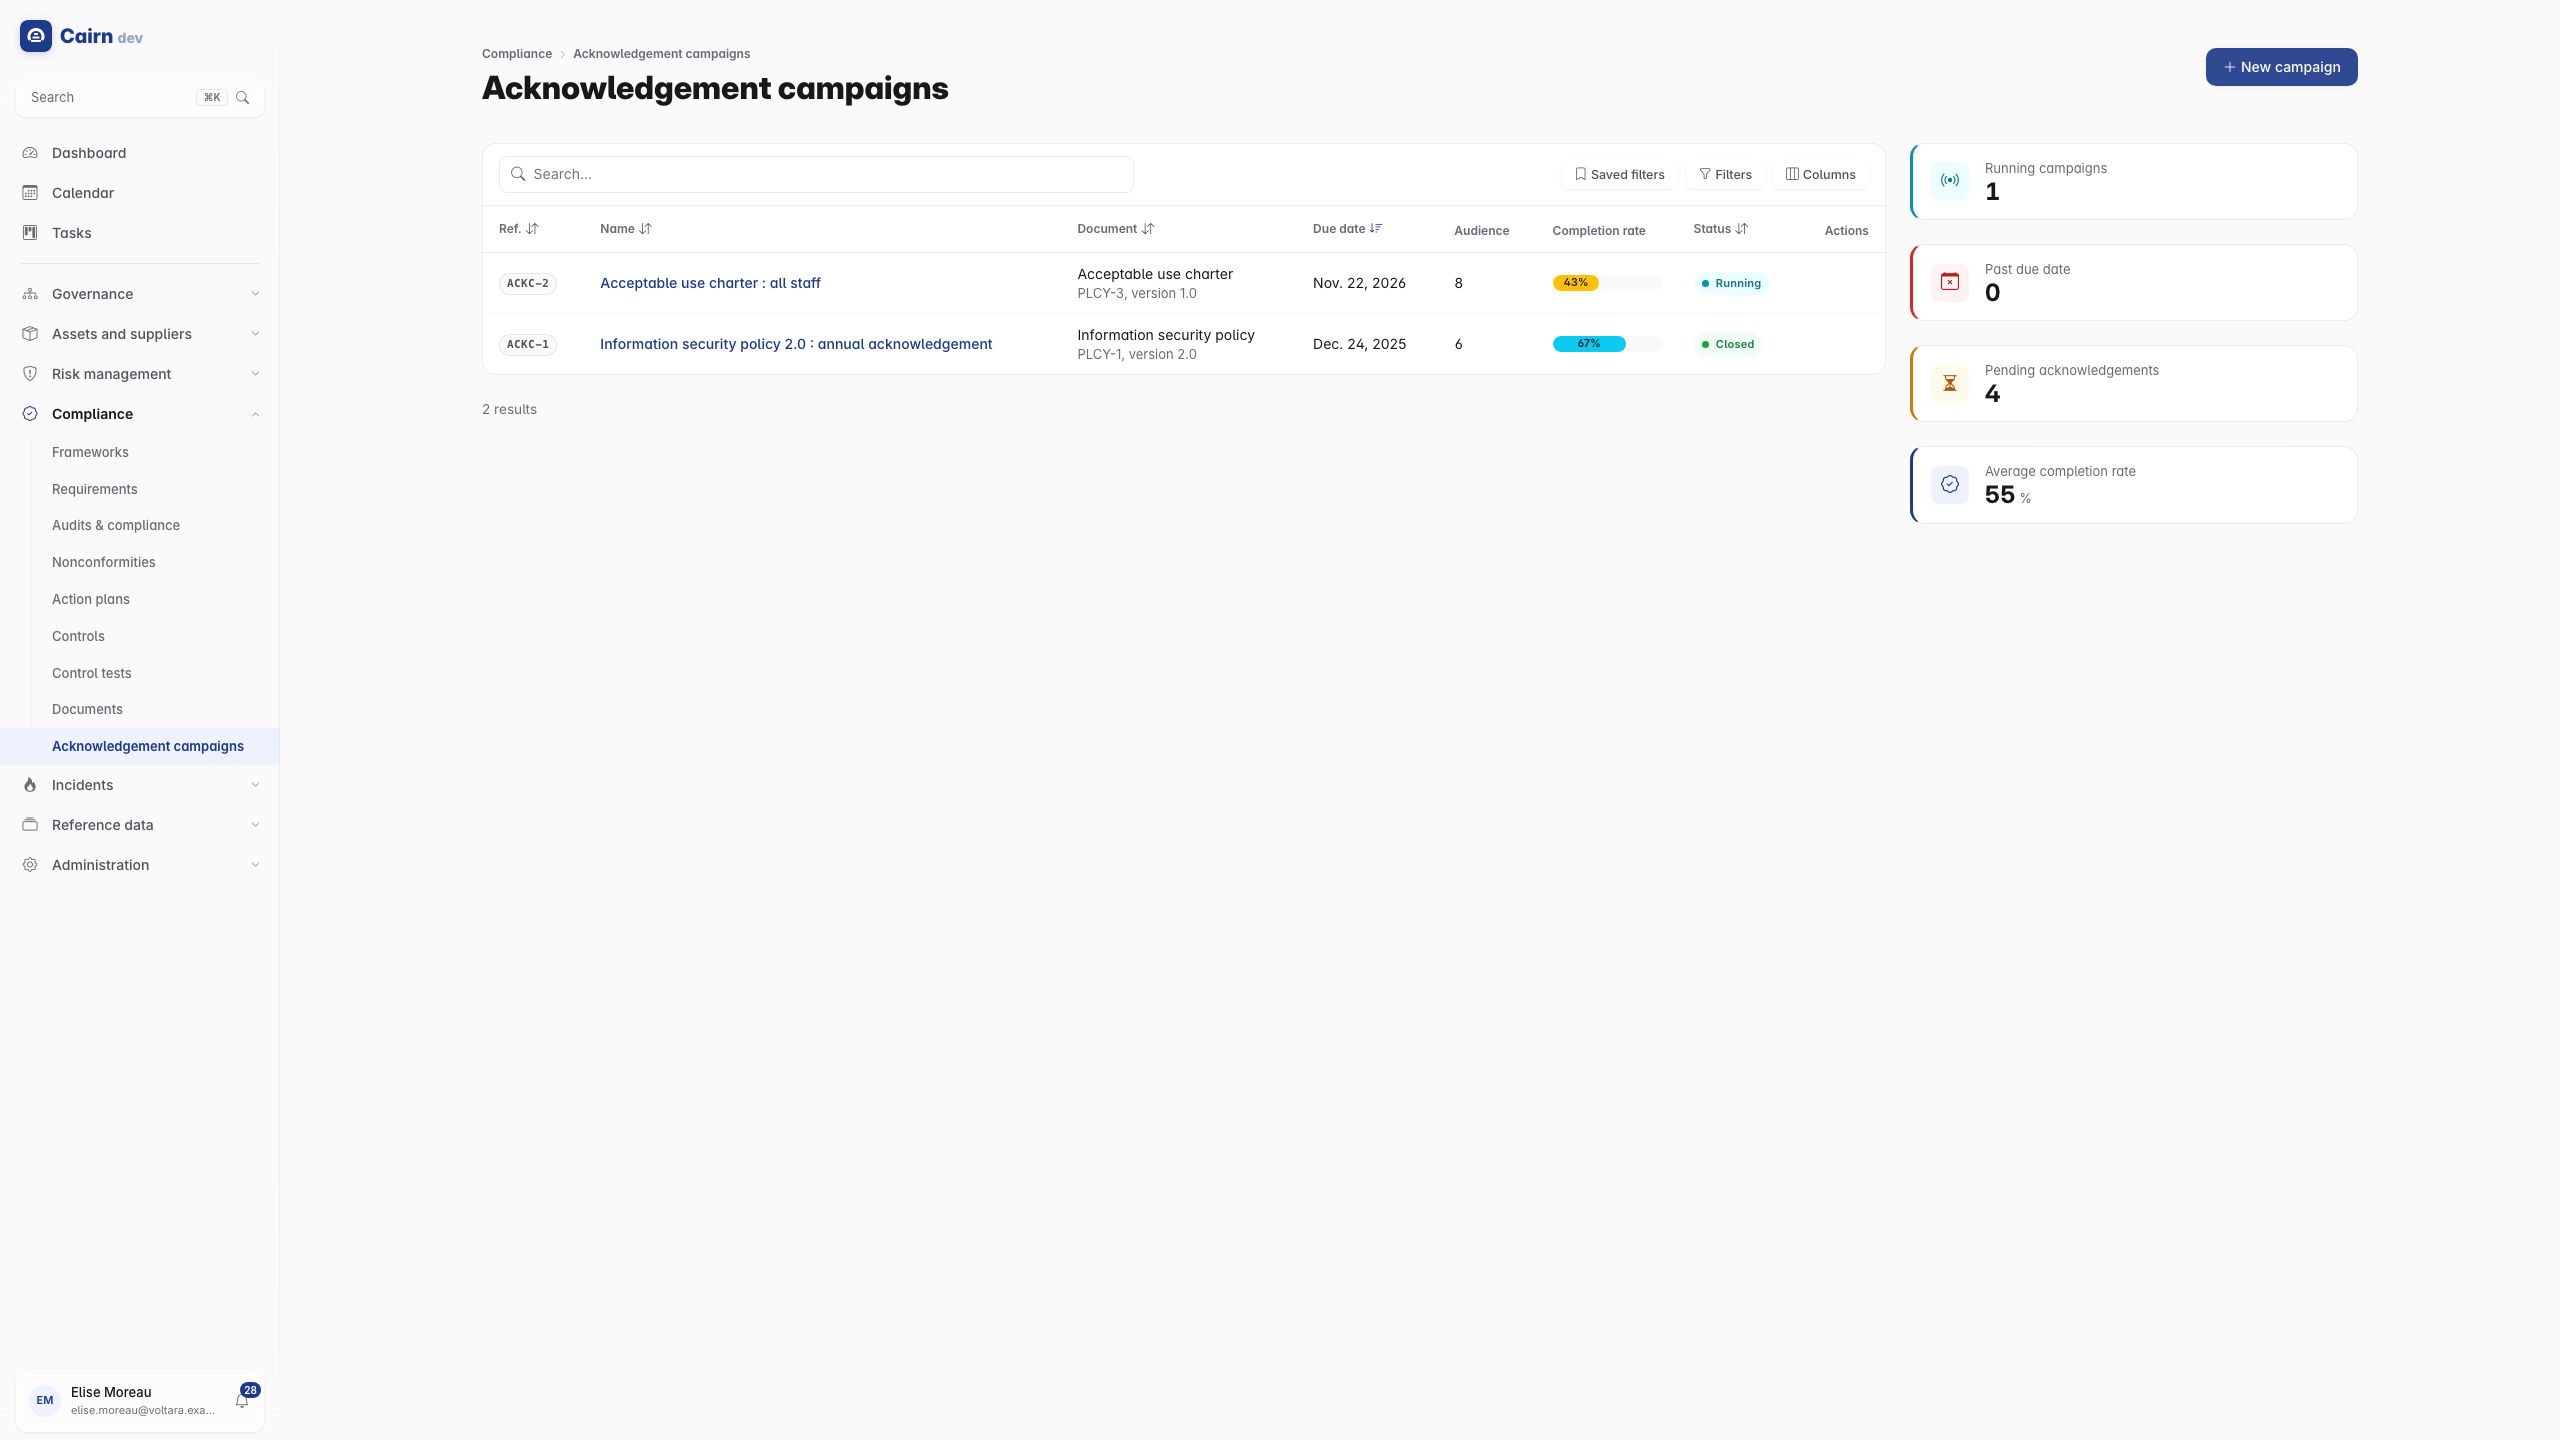 Cairn dev
Search ⌘K
Dashboard
Calendar
Tasks
Governance
Assets and suppliers
Risk management
Compliance
Frameworks
Requirements
Audits & compliance
Nonconformities
Action plans
Controls
Control tests
Documents
Acknowledgement campaigns
Incidents
Reference data
Administration
EM
Elise Moreau
elise.moreau@voltara.exa...
28
Compliance > Acknowledgement campaigns
Acknowledgement campaigns
+ New campaign
Search...
Saved filters
Filters
Columns
Ref. Name Document Due date Audience Completion rate Status Actions
ACKC-2 Acceptable use charter : all staff Acceptable use charter Nov. 22, 2026 8 43% Running
PLCY-3, version 1.0
ACKC-1 Information security policy 2.0 : annual acknowledgement Information security policy Dec. 24, 2025 6 67% Closed
PLCY-1, version 2.0
2 results
Running campaigns
1
Past due date
0
Pending acknowledgements
4
Average completion rate
55 %